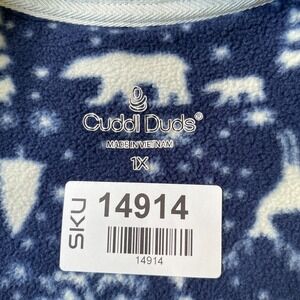 Cuddl Duds®
MADE IN VIETNAM
1X
SKU
14914
14914